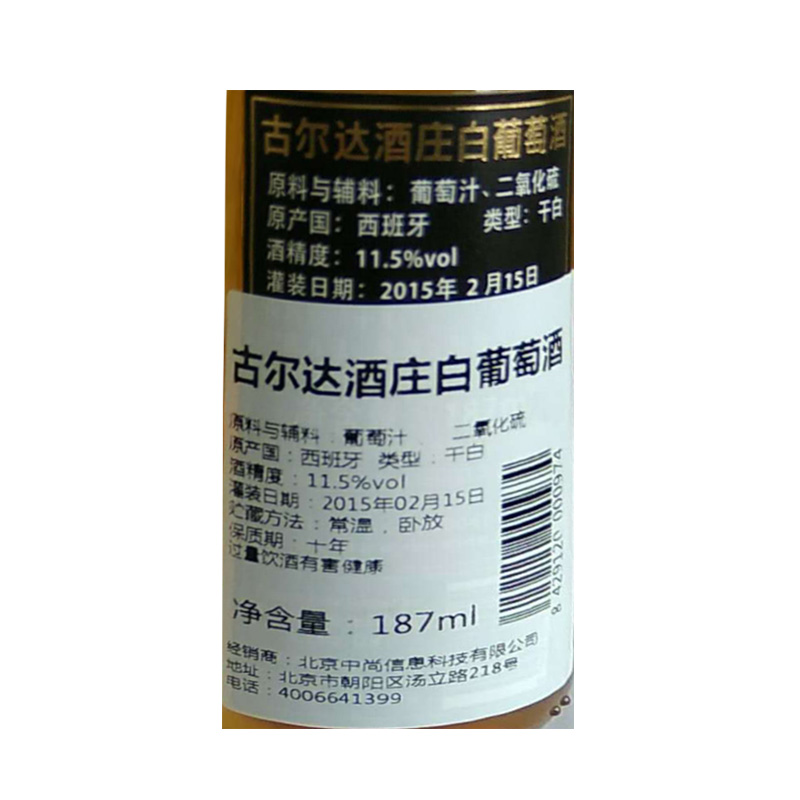 古尔达酒庄白葡萄酒
原料与辅料：葡萄汁、二氧化硫
原产国：西班牙 类型：干白
酒精度：11.5%vol
灌装日期：2015年 2月15日
古尔达酒庄白葡萄酒
原料与辅料：葡萄汁、二氧化硫
原产国：西班牙 类型：干白
酒精度：11.5%vol
灌装日期：2015年02月15日
贮藏方法：常温，卧放
保质期：十年
过量饮酒有害健康
8 429120 000974
净含量：187ml
经销商：北京中尚信息科技有限公司
地址：北京市朝阳区汤立路218号
电话：4006641399